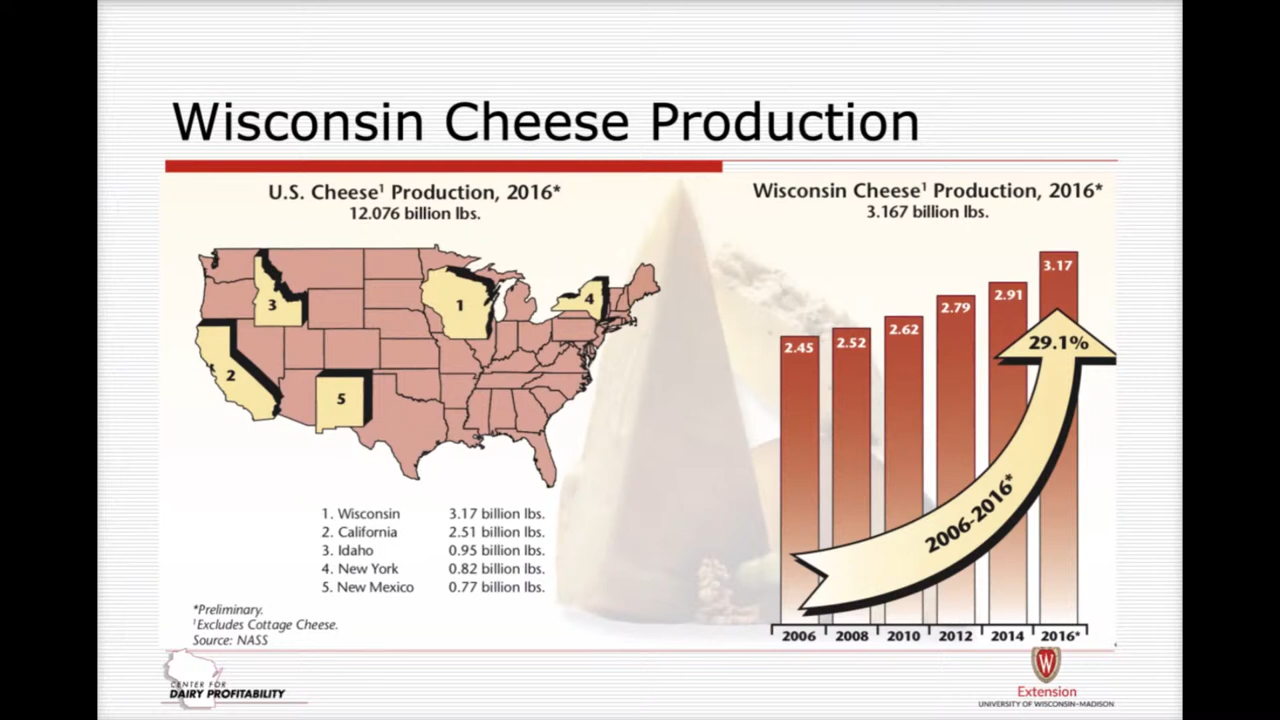 Wisconsin Cheese Production
U.S. Cheese¹ Production, 2016*
12.076 billion lbs.
1
2
3
4
5
1. Wisconsin 3.17 billion lbs.
2. California 2.51 billion lbs.
3. Idaho 0.95 billion lbs.
4. New York 0.82 billion lbs.
5. New Mexico 0.77 billion lbs.
*Preliminary.
¹Excludes Cottage Cheese.
Source: NASS
Wisconsin Cheese¹ Production, 2016*
3.167 billion lbs.
2.45
2.52
2.62
2.79
2.91
3.17
29.1%
2006-2016*
2006 2008 2010 2012 2014 2016*
CENTER FOR
DAIRY PROFITABILITY
W
Extension
UNIVERSITY OF WISCONSIN–MADISON